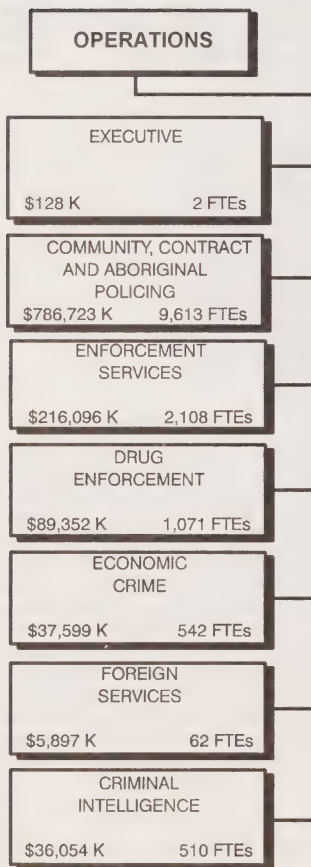 OPERATIONS
EXECUTIVE
$128 K 2 FTEs
COMMUNITY, CONTRACT
AND ABORIGINAL
POLICING
$786,723 K 9,613 FTEs
ENFORCEMENT
SERVICES
$216,096 K 2,108 FTEs
DRUG
ENFORCEMENT
$89,352 K 1,071 FTEs
ECONOMIC
CRIME
$37,599 K 542 FTEs
FOREIGN
SERVICES
$5,897 K 62 FTEs
CRIMINAL
INTELLIGENCE
$36,054 K 510 FTEs